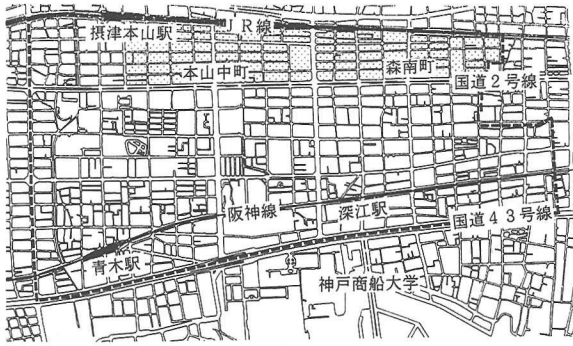 JR線
摂津本山駅
本山中町
森南町
国道2号線
阪神線
深江駅
国道43号線
青木駅
神戸商船大学